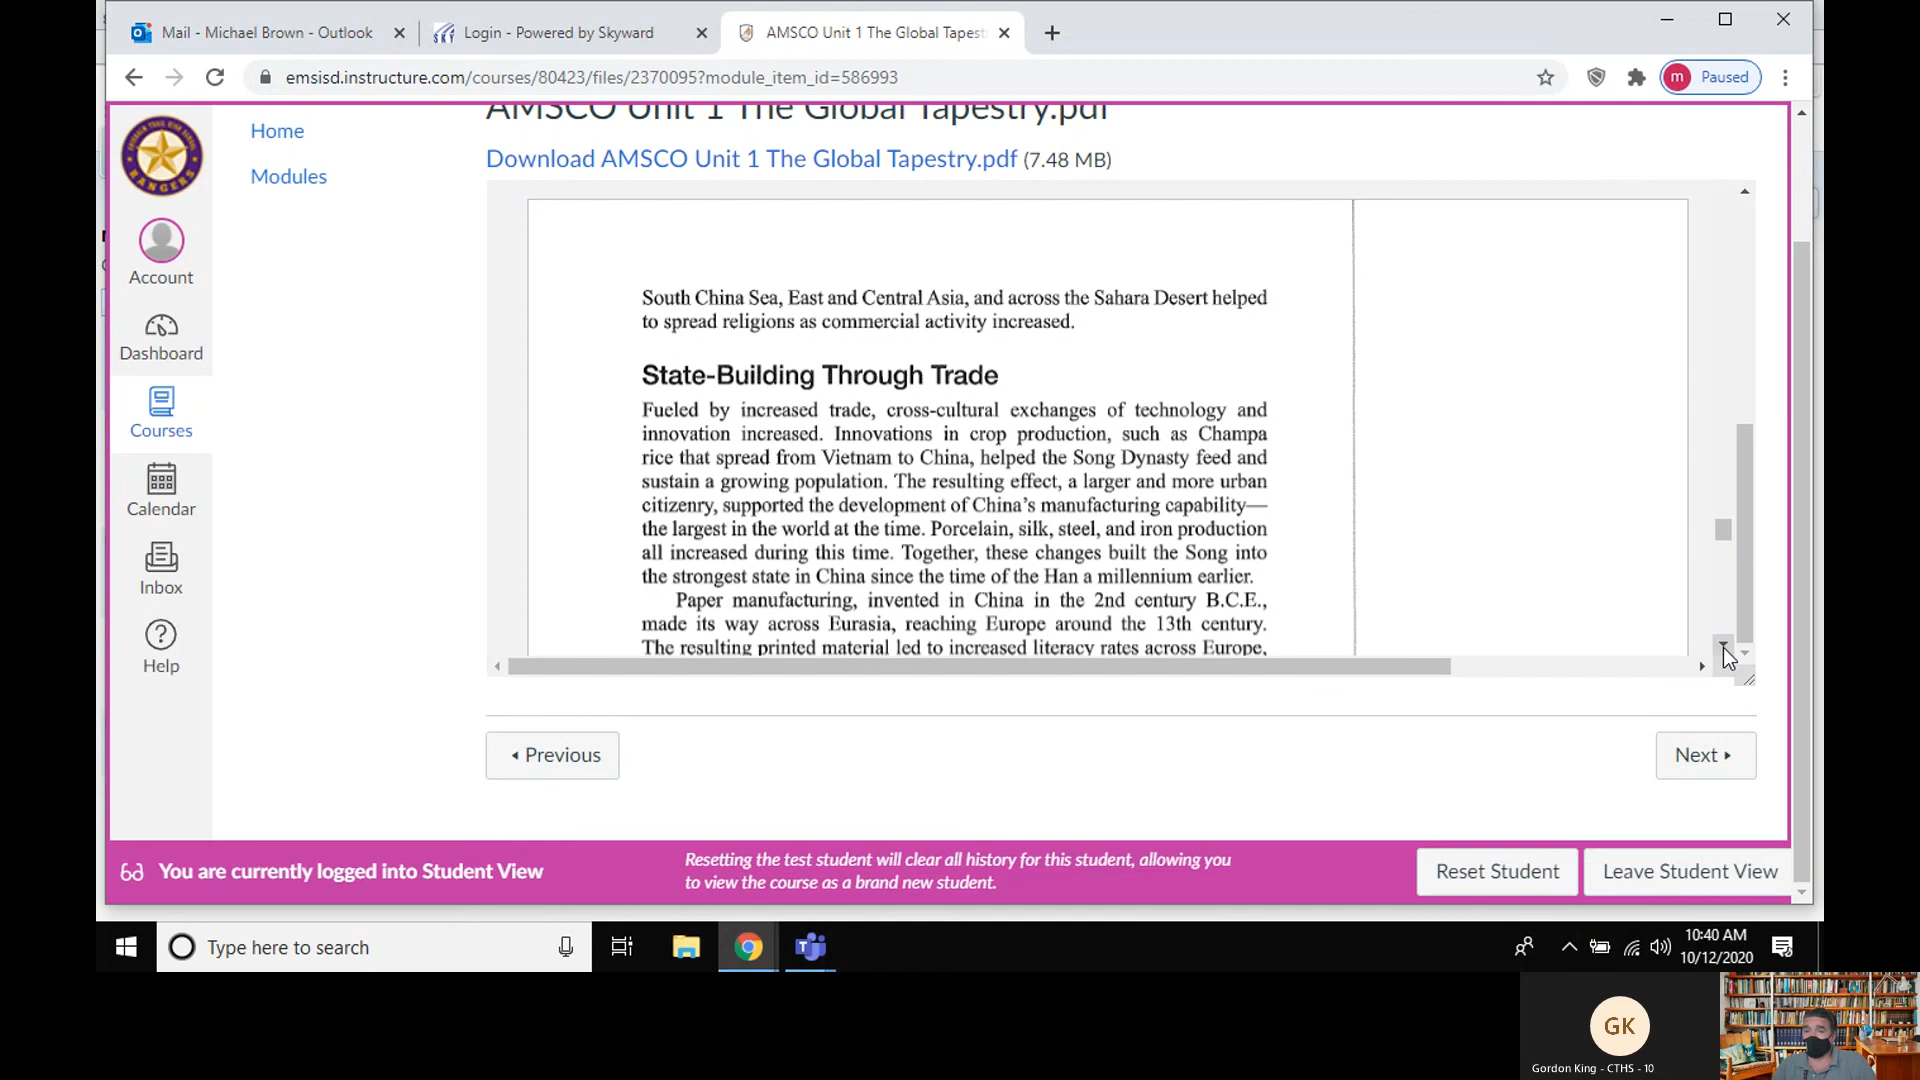 Mail - Michael Brown - Outlook
Login - Powered by Skyward
AMSCO Unit 1 The Global Tapest
emsisd.instructure.com/courses/80423/files/2370095?module_item_id=586993
m Paused
RANGERS
Account
Dashboard
Courses
Calendar
Inbox
Help
Home
Modules
AMSCO Unit 1 The Global Tapestry.pdf
Download AMSCO Unit 1 The Global Tapestry.pdf (7.48 MB)
South China Sea, East and Central Asia, and across the Sahara Desert helped
to spread religions as commercial activity increased.
State-Building Through Trade
Fueled by increased trade, cross-cultural exchanges of technology and
innovation increased. Innovations in crop production, such as Champa
rice that spread from Vietnam to China, helped the Song Dynasty feed and
sustain a growing population. The resulting effect, a larger and more urban
citizenry, supported the development of China's manufacturing capability—
the largest in the world at the time. Porcelain, silk, steel, and iron production
all increased during this time. Together, these changes built the Song into
the strongest state in China since the time of the Han a millennium earlier.
Paper manufacturing, invented in China in the 2nd century B.C.E.,
made its way across Eurasia, reaching Europe around the 13th century.
The resulting printed material led to increased literacy rates across Europe,
Previous
Next
You are currently logged into Student View
Resetting the test student will clear all history for this student, allowing you
to view the course as a brand new student.
Reset Student
Leave Student View
Type here to search
10:40 AM
10/12/2020
GK
Gordon King - CTHS - 10